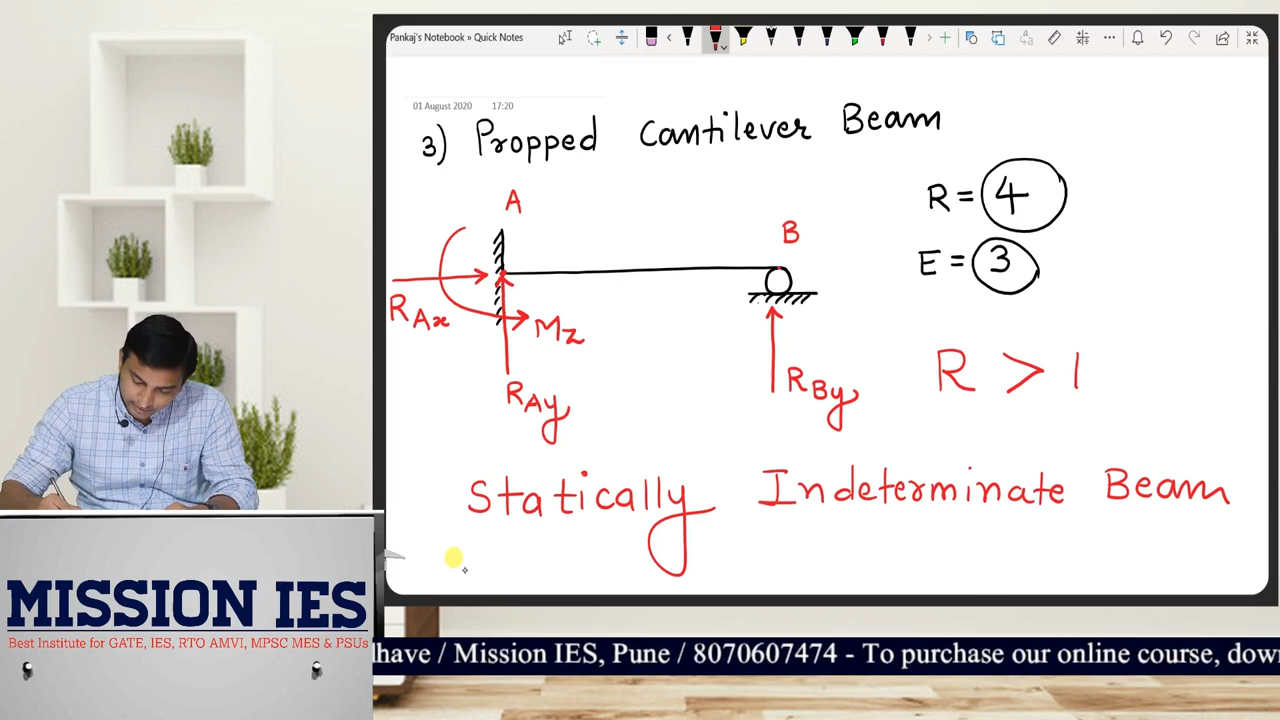 Pankaj's Notebook » Quick Notes
01 August 2020 17:20
3) Propped Cantilever Beam
A
B
R = 4
E = 3
RAx
Mz
RAy
RBy
R > 1
Statically Indeterminate Beam
MISSION IES
Best Institute for GATE, IES, RTO AMVI, MPSC MES & PSUs
lhave / Mission IES, Pune / 8070607474 - To purchase our online course, dow